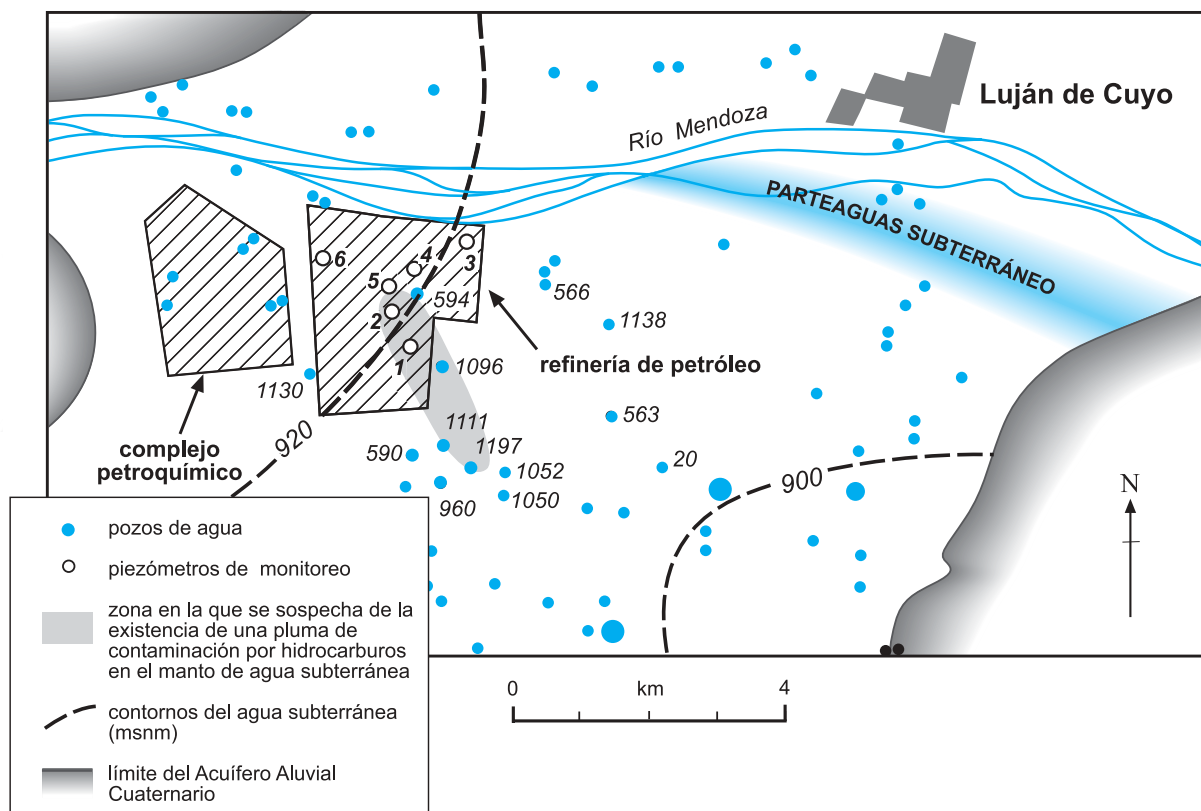 Luján de Cuyo
Río Mendoza
PARTEAGUAS SUBTERRÁNEO
6
4
3
5
594
2
1
566
1138
refinería de petróleo
1096
1130
563
complejo
petroquímico
920
1111
590
1197
1052
20
900
960
1050
N
pozos de agua
piezómetros de monitoreo
zona en la que se sospecha de la
existencia de una pluma de
contaminación por hidrocarburos
en el manto de agua subterránea
contornos del agua subterránea
(msnm)
límite del Acuífero Aluvial
Cuaternario
0 km 4